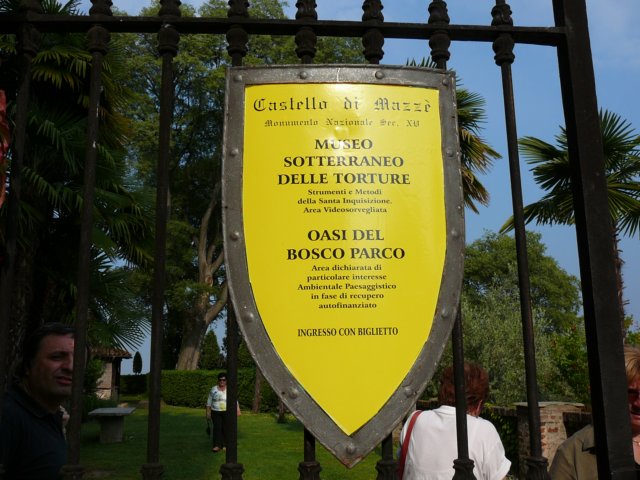 Castello di Mazzè
Monumento Nazionale Sec. XV
MUSEO
SOTTERRANEO
DELLE TORTURE
Strumenti e Metodi
della Santa Inquisizione.
Area Videosorvegliata
OASI DEL
BOSCO PARCO
Area dichiarata di
particolare interesse
Ambientale Paesaggistico
in fase di recupero
autofinanziato
INGRESSO CON BIGLIETTO